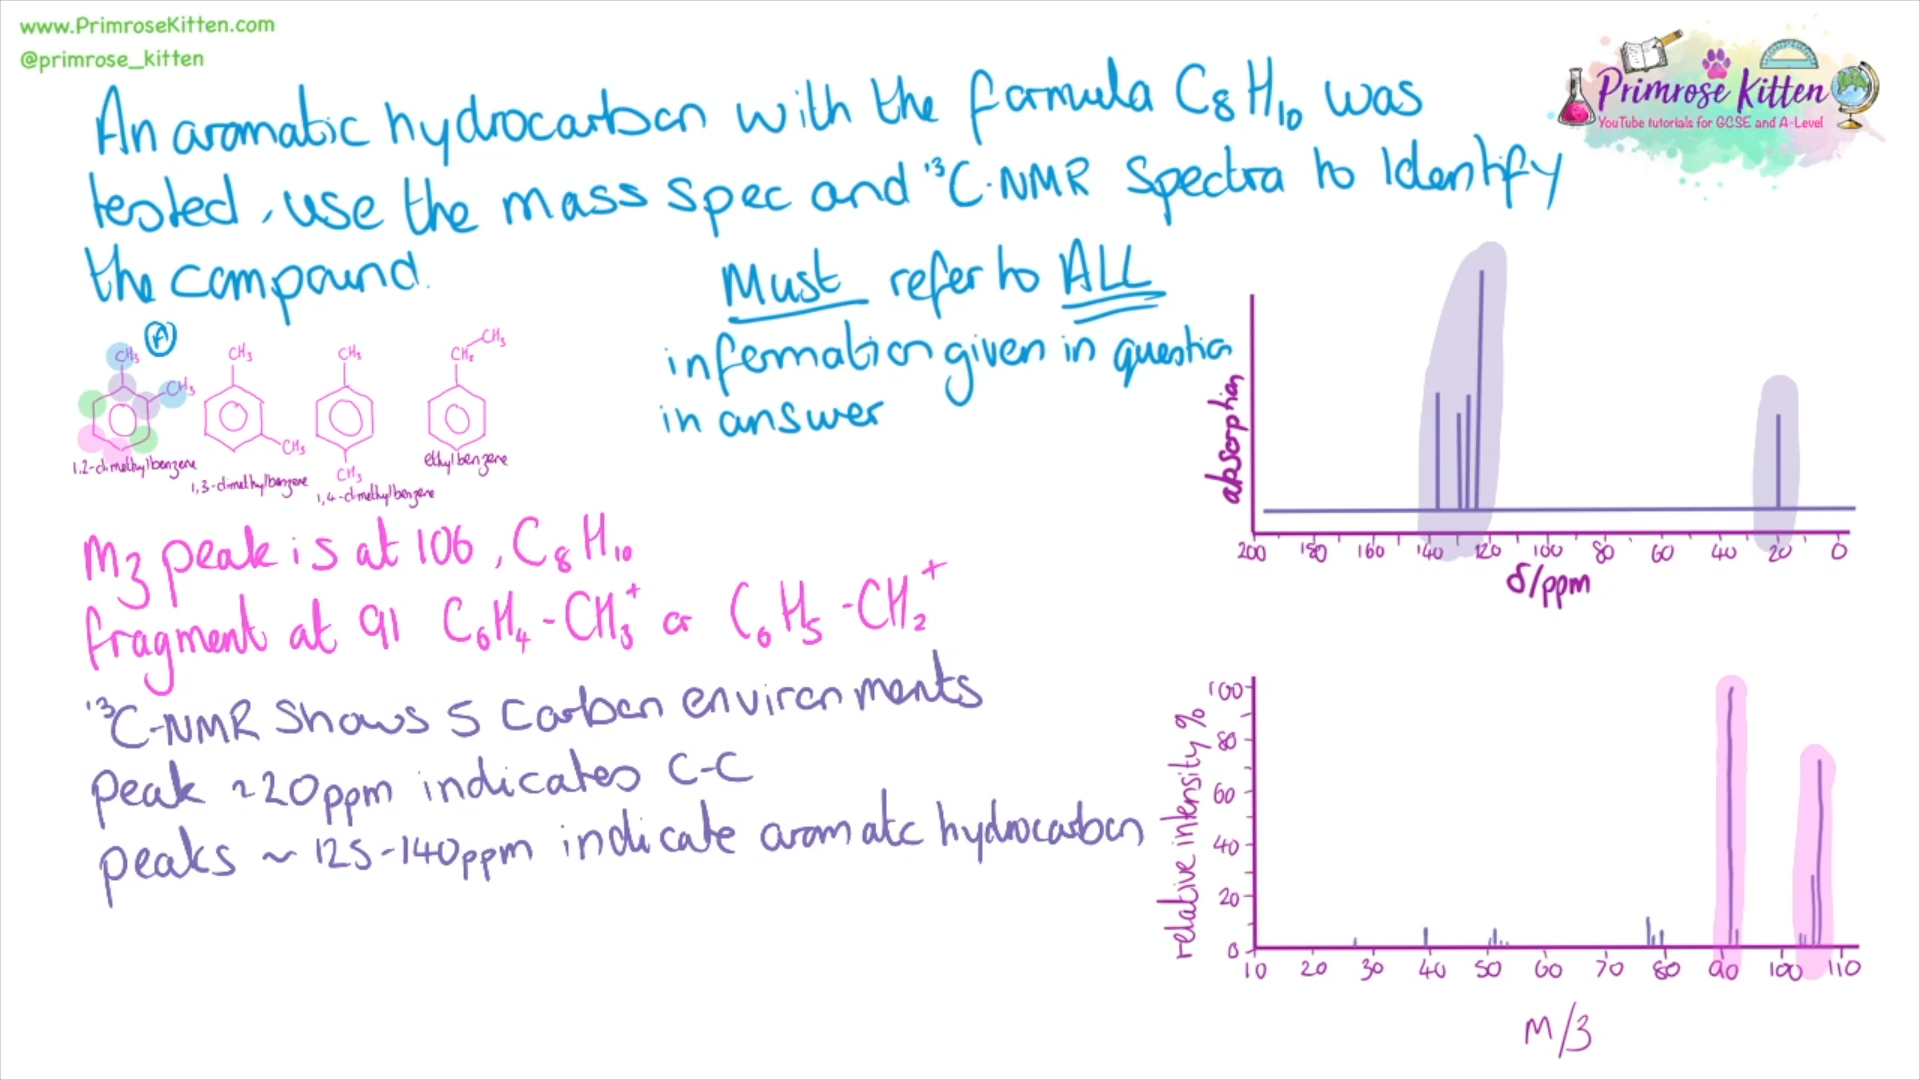 www.PrimroseKitten.com
@primrose_kitten
Primrose Kitten
YouTube tutorials for GCSE and A-Level
An aromatic hydrocarbon with the formula C₈H₁₀ was
tested, use the mass spec and ¹³C-NMR spectra to Identify
the compound.
Must refer to ALL
information given in question
in answer
A
CH₃
CH₃
1,2-dimethylbenzene
CH₃
CH₃
1,3-dimethylbenzene
CH₃
CH₃
1,4-dimethylbenzene
CH₂
CH₃
ethylbenzene
M/z peak is at 106, C₈H₁₀
fragment at 91 C₆H₄-CH₃⁺ or C₆H₅-CH₂⁺
¹³C-NMR shows 5 carbon environments
peak ~20ppm indicates C-C
peaks ~ 125-140ppm indicate aromatc hydrocarbon
absorption
200 180 160 140 120 100 80 60 40 20 0
δ/ppm
relative intensity %
100
80
60
40
20
0
10 20 30 40 50 60 70 80 90 100 110
M/z